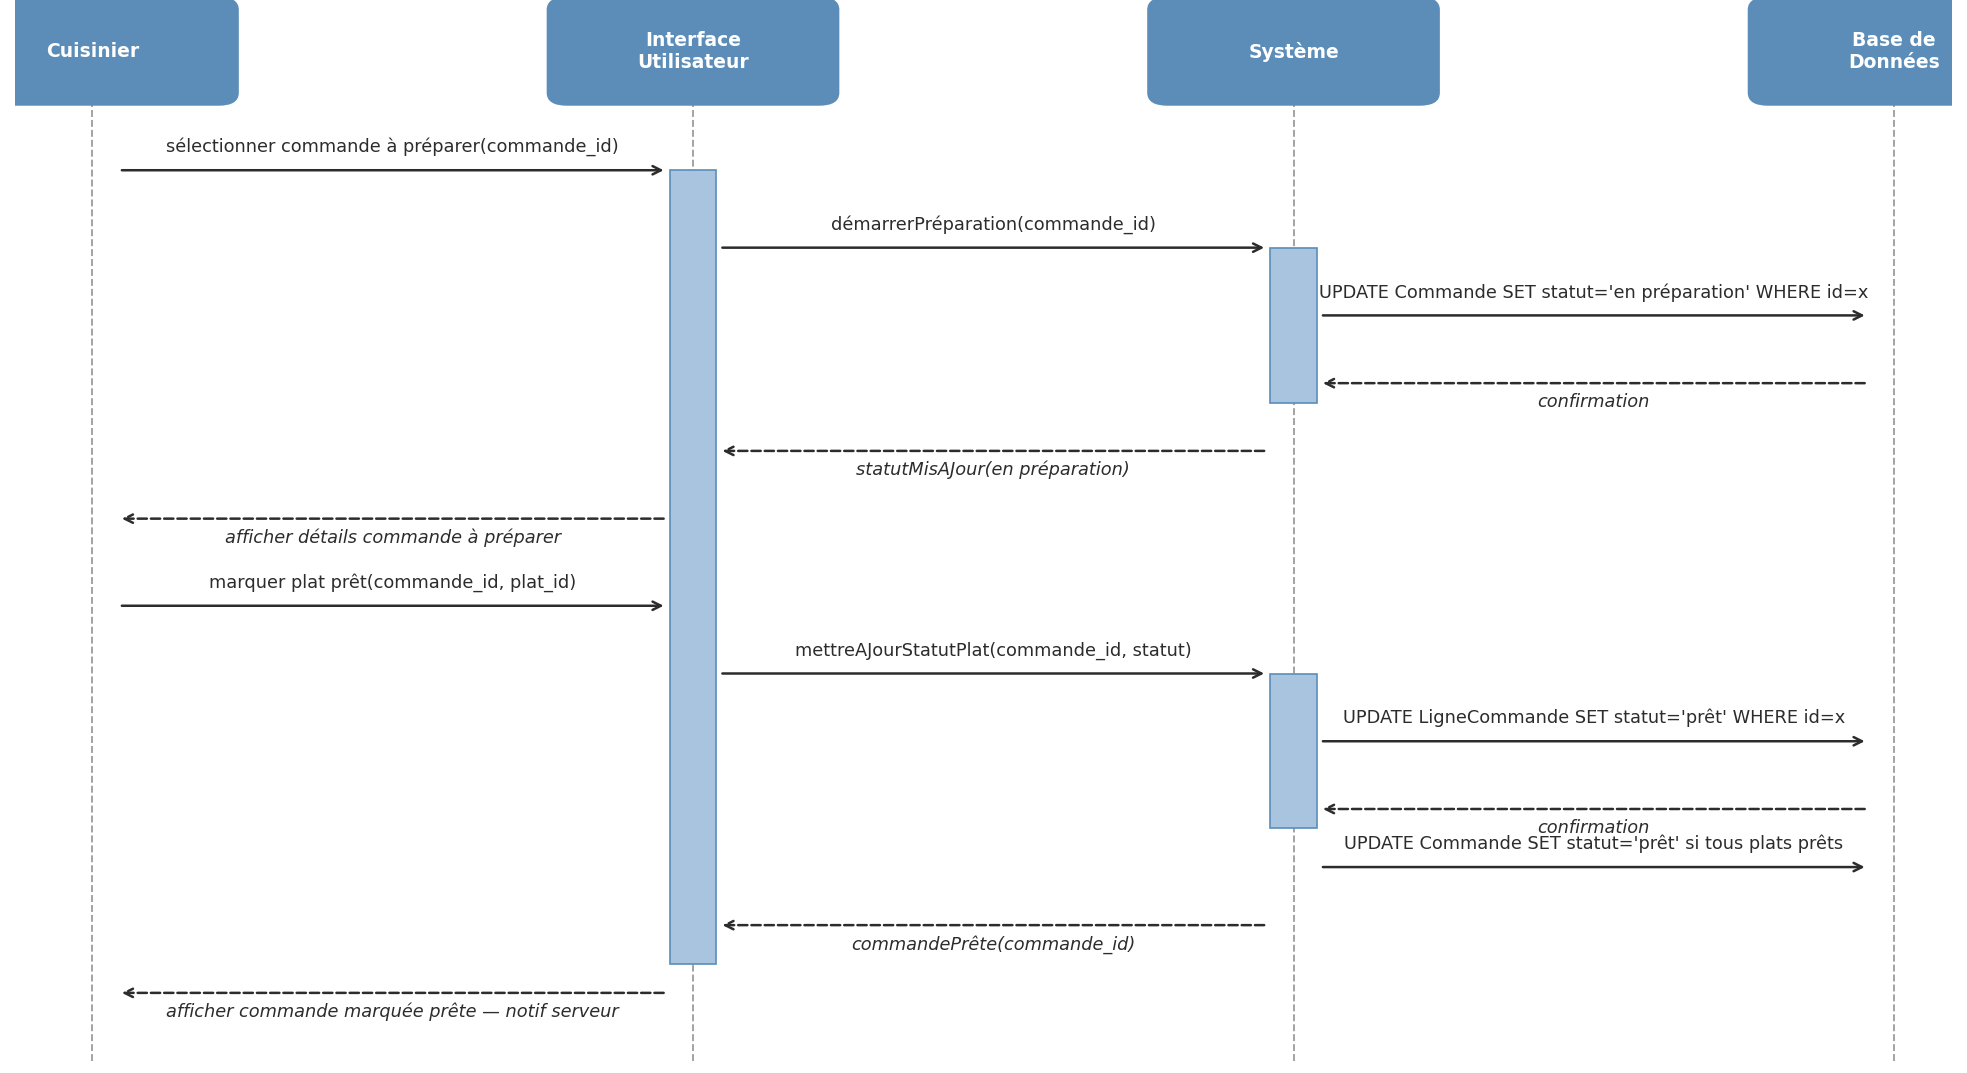 Cuisinier
Interface
Utilisateur
Système
Base de
Données
sélectionner commande à préparer(commande_id)
démarrerPréparation(commande_id)
UPDATE Commande SET statut='en préparation' WHERE id=x
confirmation
statutMisAJour(en préparation)
afficher détails commande à préparer
marquer plat prêt(commande_id, plat_id)
mettreAJourStatutPlat(commande_id, statut)
UPDATE LigneCommande SET statut='prêt' WHERE id=x
confirmation
UPDATE Commande SET statut='prêt' si tous plats prêts
commandePrête(commande_id)
afficher commande marquée prête — notif serveur